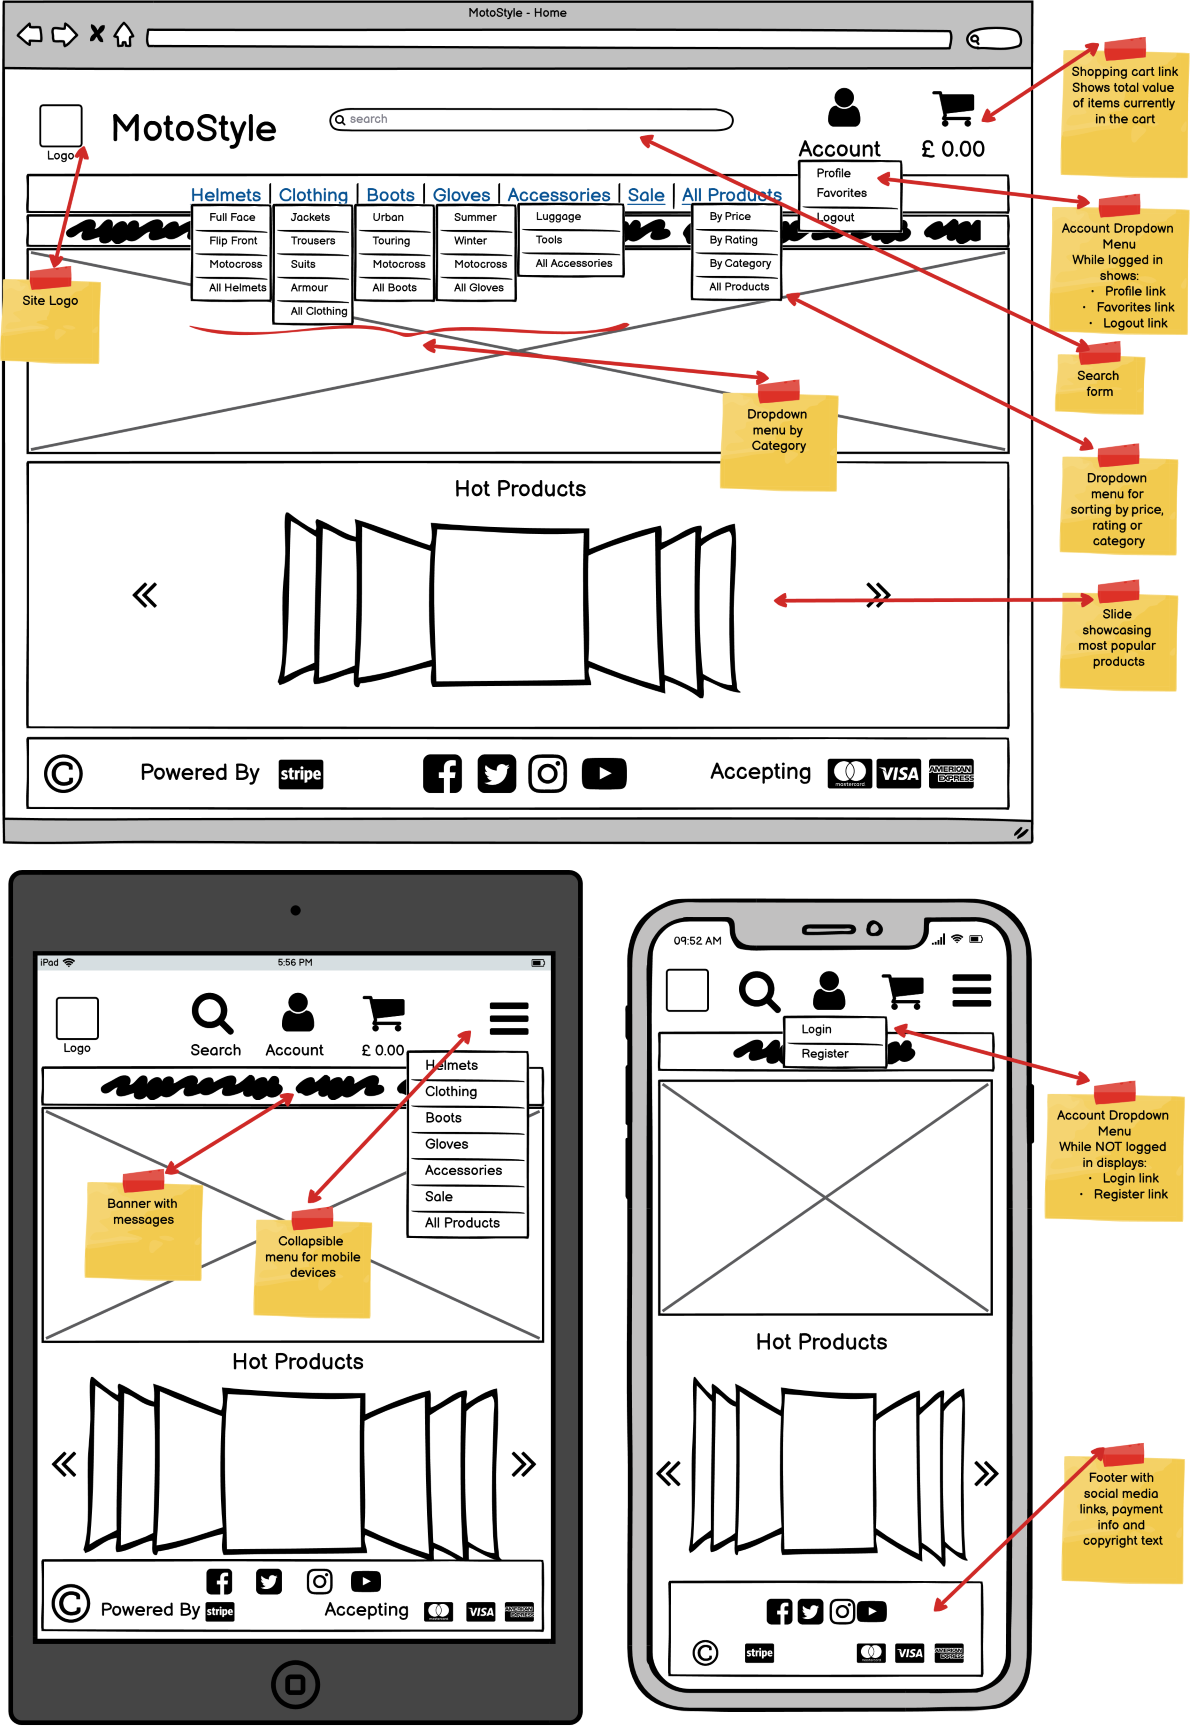 MotoStyle - Home
Logo
MotoStyle
search
Account
£ 0.00
Profile
Favorites
Logout
Helmets
Clothing
Boots
Gloves
Accessories
Sale
All Products
Full Face
Flip Front
Motocross
All Helmets
Jackets
Trousers
Suits
Armour
All Clothing
Urban
Touring
Motocross
All Boots
Summer
Winter
Motocross
All Gloves
Luggage
Tools
All Accessories
By Price
By Rating
By Category
All Products
Shopping cart link
Shows total value
of items currently
in the cart
Account Dropdown
Menu
While logged in
shows:
• Profile link
• Favorites link
• Logout link
Site Logo
Search
form
Dropdown
menu by
Category
Dropdown
menu for
sorting by price,
rating or
category
Hot Products
Slide
showcasing
most popular
products
©
Powered By
stripe
Accepting
mastercard
VISA
AMERICAN
EXPRESS
iPad
5:56 PM
Logo
Search
Account
£ 0.00
Helmets
Clothing
Boots
Gloves
Accessories
Sale
All Products
Banner with
messages
Collapsible
menu for mobile
devices
Hot Products
©
Powered By
stripe
Accepting
mastercard
VISA
AMERICAN
EXPRESS
09:52 AM
Login
Register
Account Dropdown
Menu
While NOT logged
in displays:
• Login link
• Register link
Hot Products
Footer with
social media
links, payment
info and
copyright text
©
stripe
mastercard
VISA
AMERICAN
EXPRESS